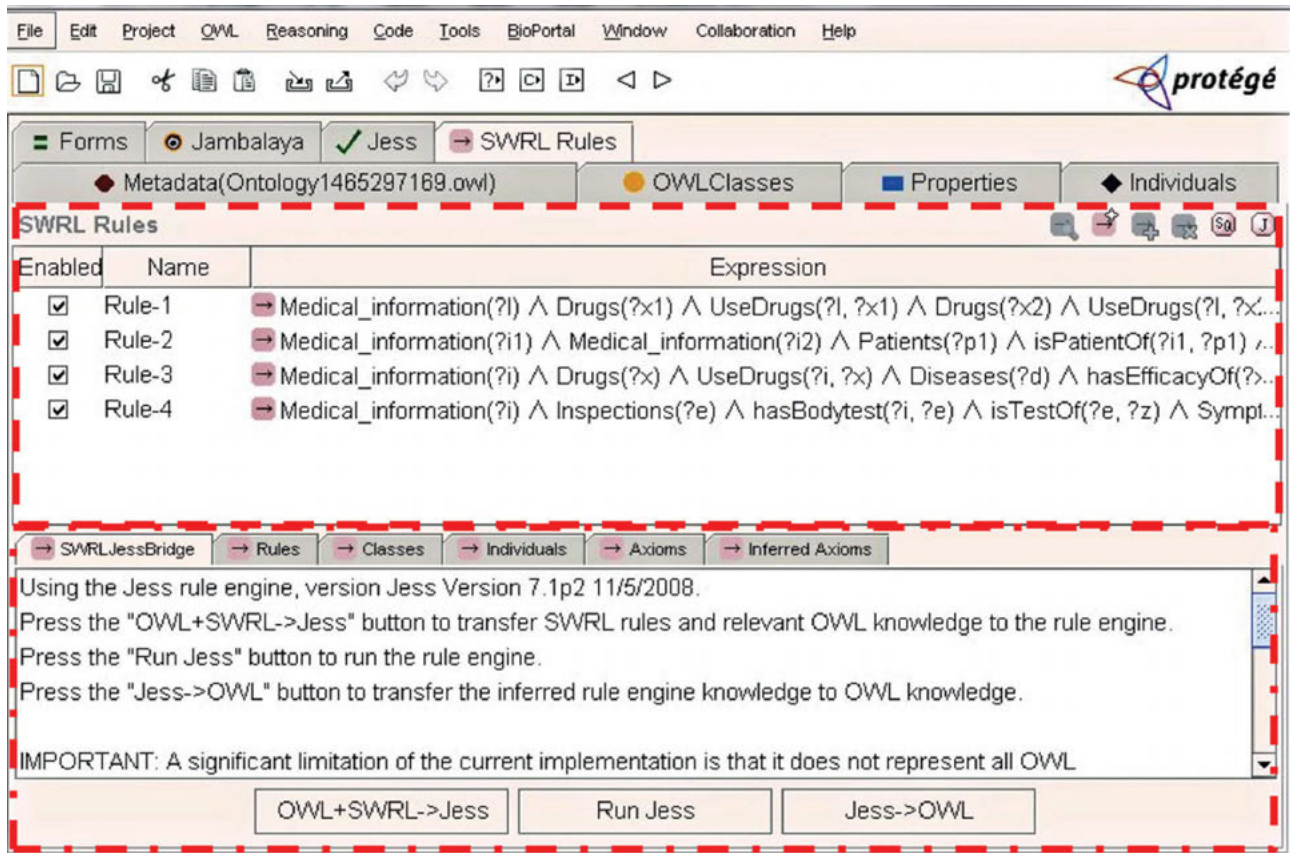 File Edit Project OWL Reasoning Code Tools BioPortal Window Collaboration Help
protégé
Forms Jambalaya Jess SWRL Rules
Metadata(Ontology1465297169.owl) OWLClasses Properties Individuals
SWRL Rules
Enabled Name Expression
Rule-1 Medical_information(?I) ∧ Drugs(?x1) ∧ UseDrugs(?I, ?x1) ∧ Drugs(?x2) ∧ UseDrugs(?I, ?x2...
Rule-2 Medical_information(?i1) ∧ Medical_information(?i2) ∧ Patients(?p1) ∧ isPatientOf(?i1, ?p1) ∧...
Rule-3 Medical_information(?i) ∧ Drugs(?x) ∧ UseDrugs(?i, ?x) ∧ Diseases(?d) ∧ hasEfficacyOf(?x...
Rule-4 Medical_information(?i) ∧ Inspections(?e) ∧ hasBodytest(?i, ?e) ∧ isTestOf(?e, ?z) ∧ Sympt...
SWRLJessBridge Rules Classes Individuals Axioms Inferred Axioms
Using the Jess rule engine, version Jess Version 7.1p2 11/5/2008.
Press the "OWL+SWRL->Jess" button to transfer SWRL rules and relevant OWL knowledge to the rule engine.
Press the "Run Jess" button to run the rule engine.
Press the "Jess->OWL" button to transfer the inferred rule engine knowledge to OWL knowledge.
IMPORTANT: A significant limitation of the current implementation is that it does not represent all OWL
OWL+SWRL->Jess Run Jess Jess->OWL